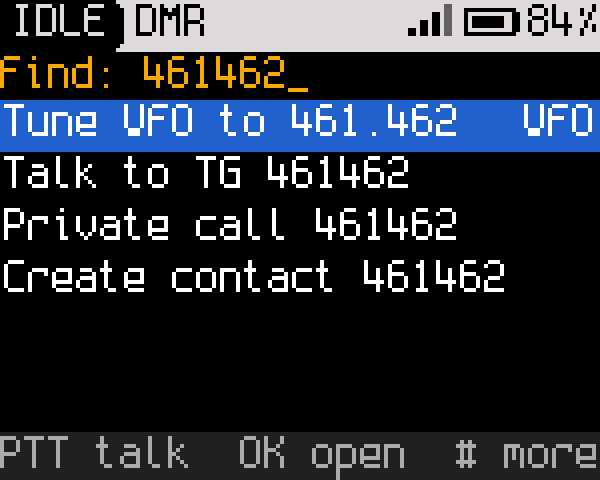 IDLE DMR 84%
Find: 461462_
Tune VFO to 461.462 VFO
Talk to TG 461462
Private call 461462
Create contact 461462
PTT talk OK open # more